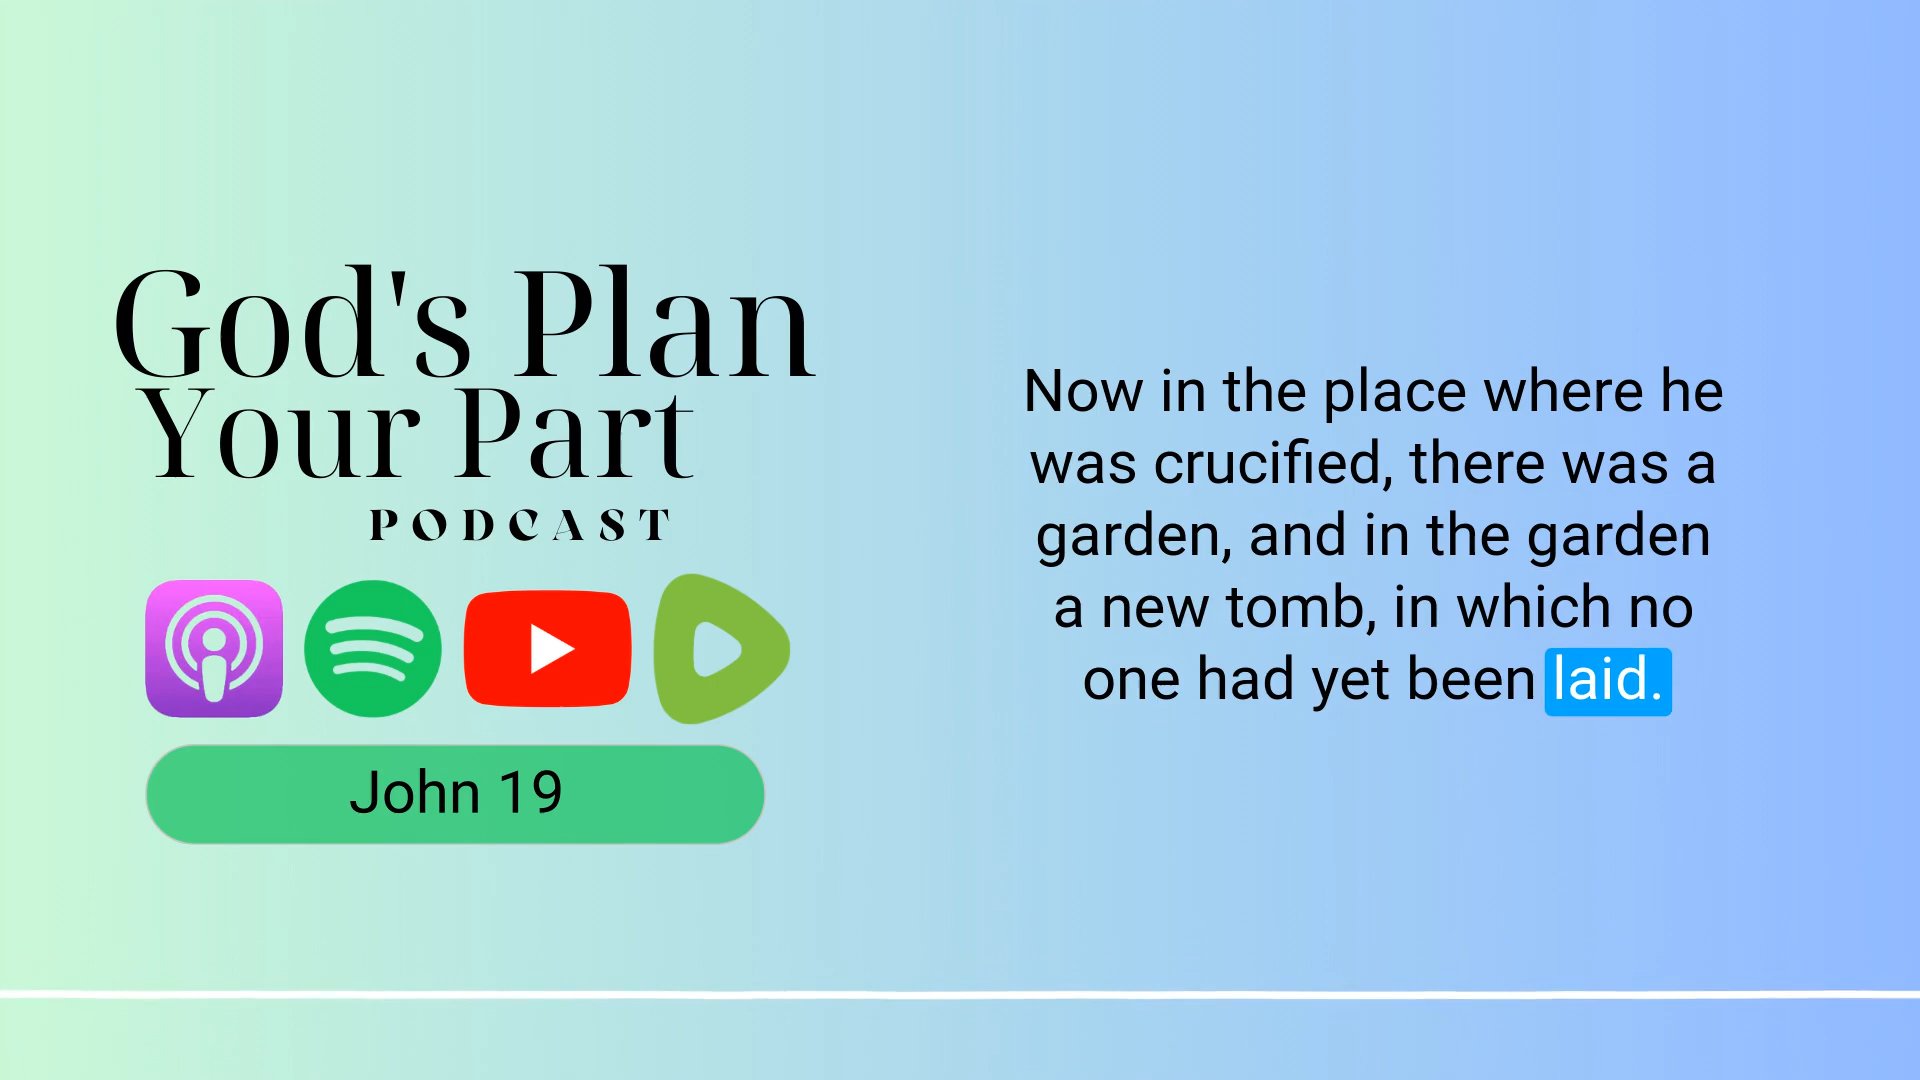 God's Plan
Your Part
PODCAST
John 19
Now in the place where he
was crucified, there was a
garden, and in the garden
a new tomb, in which no
one had yet been laid.